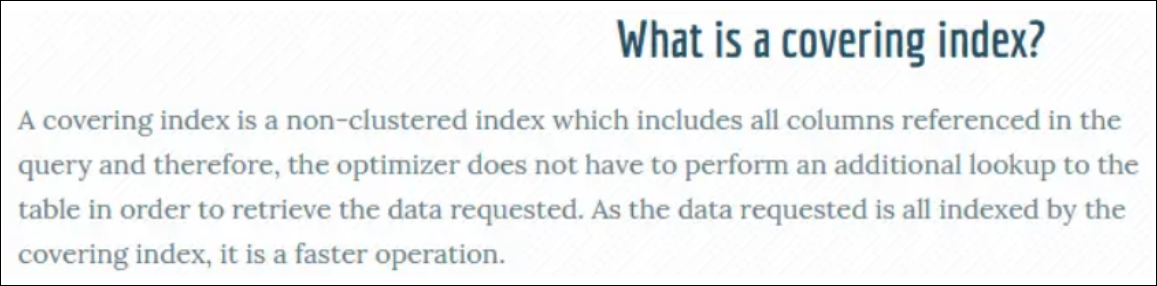 What is a covering index?
A covering index is a non-clustered index which includes all columns referenced in the
query and therefore, the optimizer does not have to perform an additional lookup to the
table in order to retrieve the data requested. As the data requested is all indexed by the
covering index, it is a faster operation.